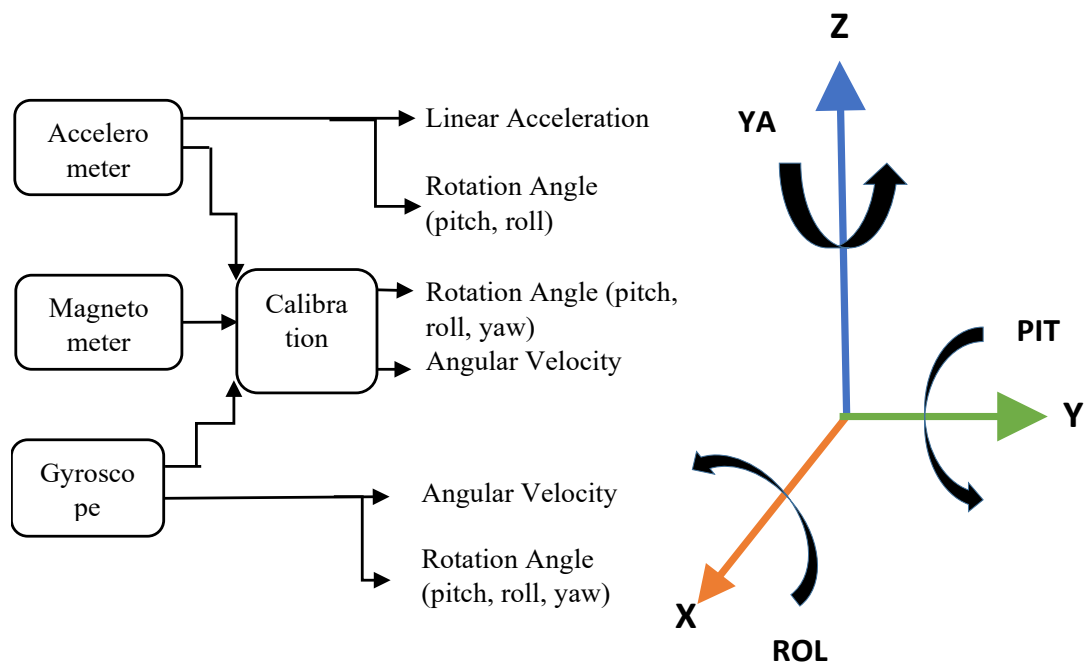 Accelero
meter
Linear Acceleration
Rotation Angle
(pitch, roll)
Magneto
meter
Calibra
tion
Rotation Angle (pitch,
roll, yaw)
Angular Velocity
Gyrosco
pe
Angular Velocity
Rotation Angle
(pitch, roll, yaw)
Z
YA
PIT
Y
X
ROL